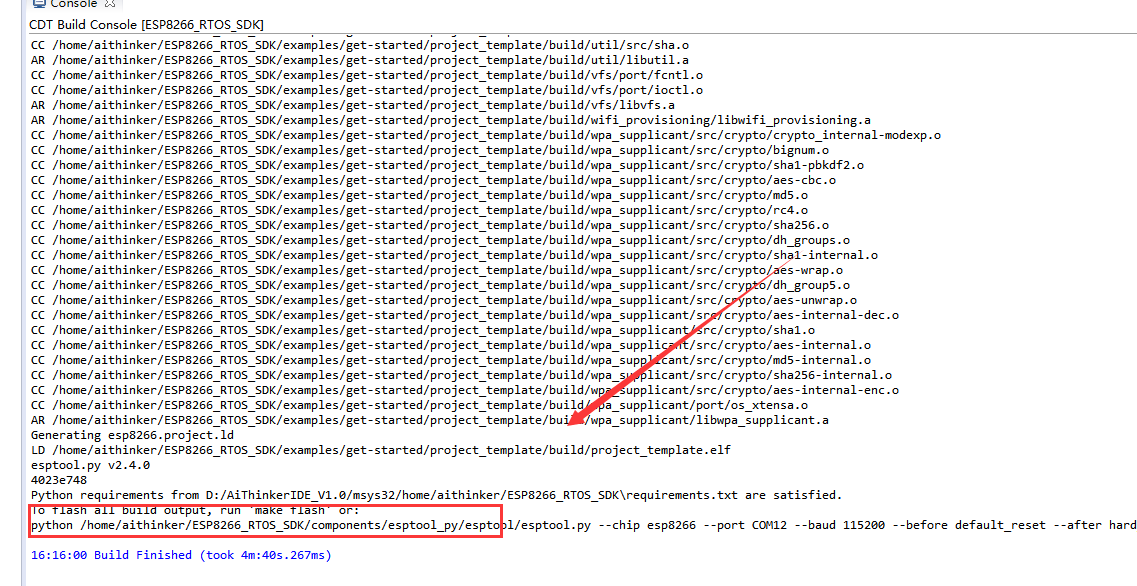 Console
CDT Build Console [ESP8266_RTOS_SDK]
CC /home/aithinker/ESP8266_RTOS_SDK/examples/get-started/project_template/build/util/src/sha.o
AR /home/aithinker/ESP8266_RTOS_SDK/examples/get-started/project_template/build/util/libutil.a
CC /home/aithinker/ESP8266_RTOS_SDK/examples/get-started/project_template/build/vfs/port/fcntl.o
CC /home/aithinker/ESP8266_RTOS_SDK/examples/get-started/project_template/build/vfs/port/ioctl.o
AR /home/aithinker/ESP8266_RTOS_SDK/examples/get-started/project_template/build/vfs/libvfs.a
AR /home/aithinker/ESP8266_RTOS_SDK/examples/get-started/project_template/build/wifi_provisioning/libwifi_provisioning.a
CC /home/aithinker/ESP8266_RTOS_SDK/examples/get-started/project_template/build/wpa_supplicant/src/crypto/crypto_internal-modexp.o
CC /home/aithinker/ESP8266_RTOS_SDK/examples/get-started/project_template/build/wpa_supplicant/src/crypto/bignum.o
CC /home/aithinker/ESP8266_RTOS_SDK/examples/get-started/project_template/build/wpa_supplicant/src/crypto/sha1-pbkdf2.o
CC /home/aithinker/ESP8266_RTOS_SDK/examples/get-started/project_template/build/wpa_supplicant/src/crypto/aes-cbc.o
CC /home/aithinker/ESP8266_RTOS_SDK/examples/get-started/project_template/build/wpa_supplicant/src/crypto/md5.o
CC /home/aithinker/ESP8266_RTOS_SDK/examples/get-started/project_template/build/wpa_supplicant/src/crypto/rc4.o
CC /home/aithinker/ESP8266_RTOS_SDK/examples/get-started/project_template/build/wpa_supplicant/src/crypto/sha256.o
CC /home/aithinker/ESP8266_RTOS_SDK/examples/get-started/project_template/build/wpa_supplicant/src/crypto/dh_groups.o
CC /home/aithinker/ESP8266_RTOS_SDK/examples/get-started/project_template/build/wpa_supplicant/src/crypto/sha1-internal.o
CC /home/aithinker/ESP8266_RTOS_SDK/examples/get-started/project_template/build/wpa_supplicant/src/crypto/aes-wrap.o
CC /home/aithinker/ESP8266_RTOS_SDK/examples/get-started/project_template/build/wpa_supplicant/src/crypto/dh_group5.o
CC /home/aithinker/ESP8266_RTOS_SDK/examples/get-started/project_template/build/wpa_supplicant/src/crypto/aes-unwrap.o
CC /home/aithinker/ESP8266_RTOS_SDK/examples/get-started/project_template/build/wpa_supplicant/src/crypto/aes-internal-dec.o
CC /home/aithinker/ESP8266_RTOS_SDK/examples/get-started/project_template/build/wpa_supplicant/src/crypto/sha1.o
CC /home/aithinker/ESP8266_RTOS_SDK/examples/get-started/project_template/build/wpa_supplicant/src/crypto/aes-internal.o
CC /home/aithinker/ESP8266_RTOS_SDK/examples/get-started/project_template/build/wpa_supplicant/src/crypto/md5-internal.o
CC /home/aithinker/ESP8266_RTOS_SDK/examples/get-started/project_template/build/wpa_supplicant/src/crypto/sha256-internal.o
CC /home/aithinker/ESP8266_RTOS_SDK/examples/get-started/project_template/build/wpa_supplicant/src/crypto/aes-internal-enc.o
CC /home/aithinker/ESP8266_RTOS_SDK/examples/get-started/project_template/build/wpa_supplicant/port/os_xtensa.o
AR /home/aithinker/ESP8266_RTOS_SDK/examples/get-started/project_template/build/wpa_supplicant/libwpa_supplicant.a
Generating esp8266.project.ld
LD /home/aithinker/ESP8266_RTOS_SDK/examples/get-started/project_template/build/project_template.elf
esptool.py v2.4.0
4023e748
Python requirements from D:/AiThinkerIDE_V1.0/msys32/home/aithinker/ESP8266_RTOS_SDK\requirements.txt are satisfied.
To flash all build output, run 'make flash' or:
python /home/aithinker/ESP8266_RTOS_SDK/components/esptool_py/esptool/esptool.py --chip esp8266 --port COM12 --baud 115200 --before default_reset --after hard
16:16:00 Build Finished (took 4m:40s.267ms)